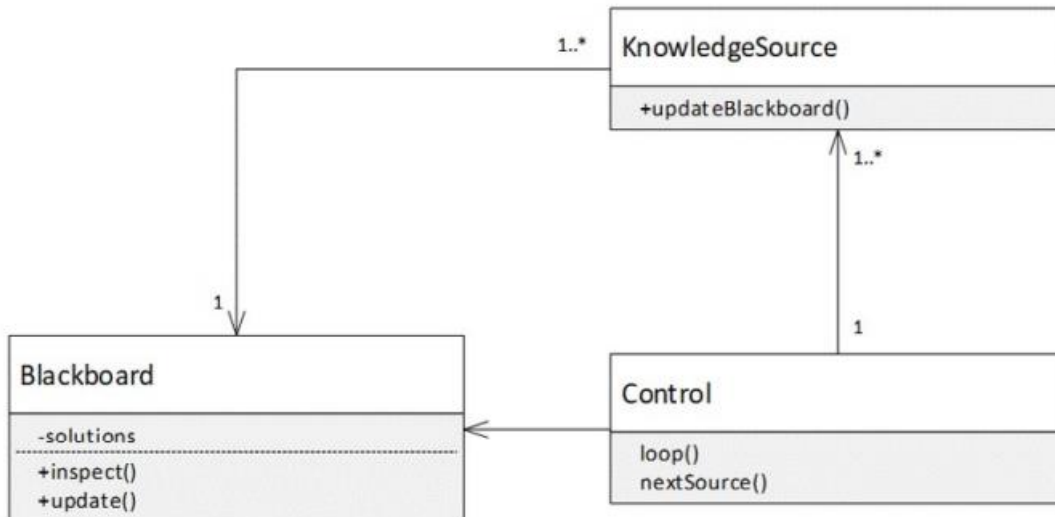 1..*
KnowledgeSource
+updateBlackboard()
1..*
1
1
Blackboard
-solutions
+inspect()
+update()
Control
loop()
nextSource()